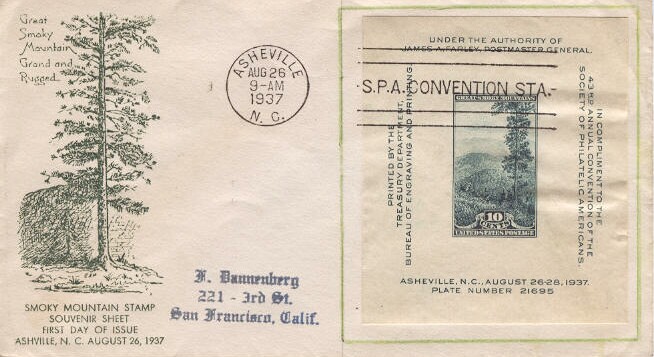 Great
Smoky
Mountain
Grand and
Rugged
SMOKY MOUNTAIN STAMP
SOUVENIR SHEET
FIRST DAY OF ISSUE
ASHVILLE, N. C. AUGUST 26, 1937
ASHEVILLE
AUG 26
9-AM
1937
N. C.
F. Dannenberg
221 - 3rd St.
San Francisco, Calif.
UNDER THE AUTHORITY OF
JAMES A. FARLEY, POSTMASTER GENERAL.
S.P.A. CONVENTION STA.-
PRINTED BY THE
TREASURY DEPARTMENT,
BUREAU OF ENGRAVING AND PRINTING
GREAT SMOKY MOUNTAINS
10
CENTS
UNITED STATES POSTAGE
IN COMPLIMENT TO THE
43RD ANNUAL CONVENTION OF THE
SOCIETY OF PHILATELIC AMERICANS.
ASHEVILLE, N.C., AUGUST 26-28, 1937.
PLATE NUMBER 21695